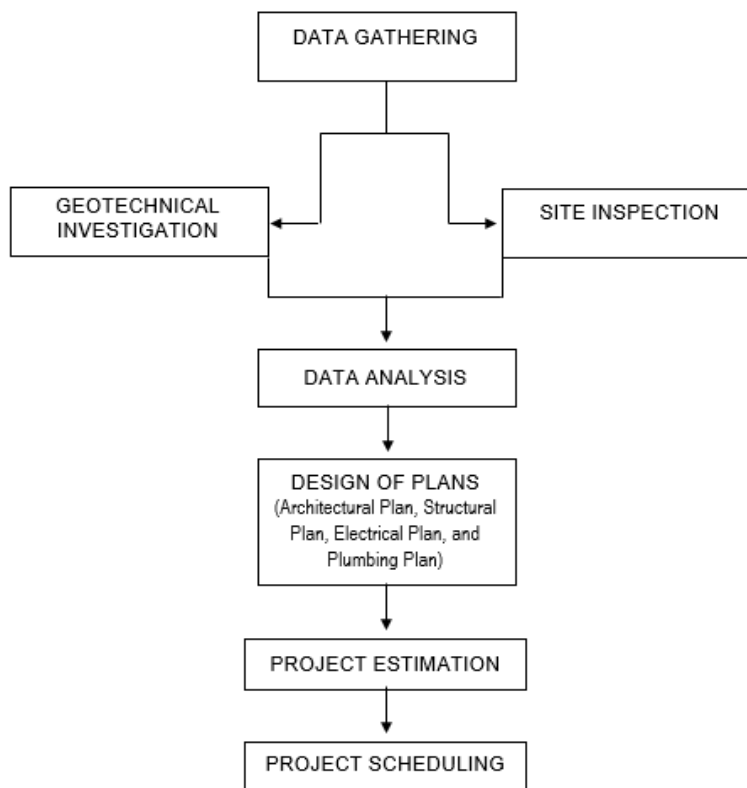 DATA GATHERING
GEOTECHNICAL
INVESTIGATION
SITE INSPECTION
DATA ANALYSIS
DESIGN OF PLANS
(Architectural Plan, Structural
Plan, Electrical Plan, and
Plumbing Plan)
PROJECT ESTIMATION
PROJECT SCHEDULING